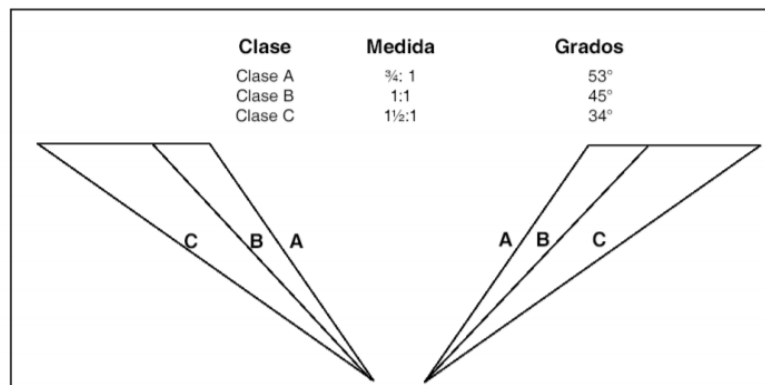 Clase Medida Grados
Clase A ¾: 1 53°
Clase B 1:1 45°
Clase C 1½:1 34°
C B A A B C